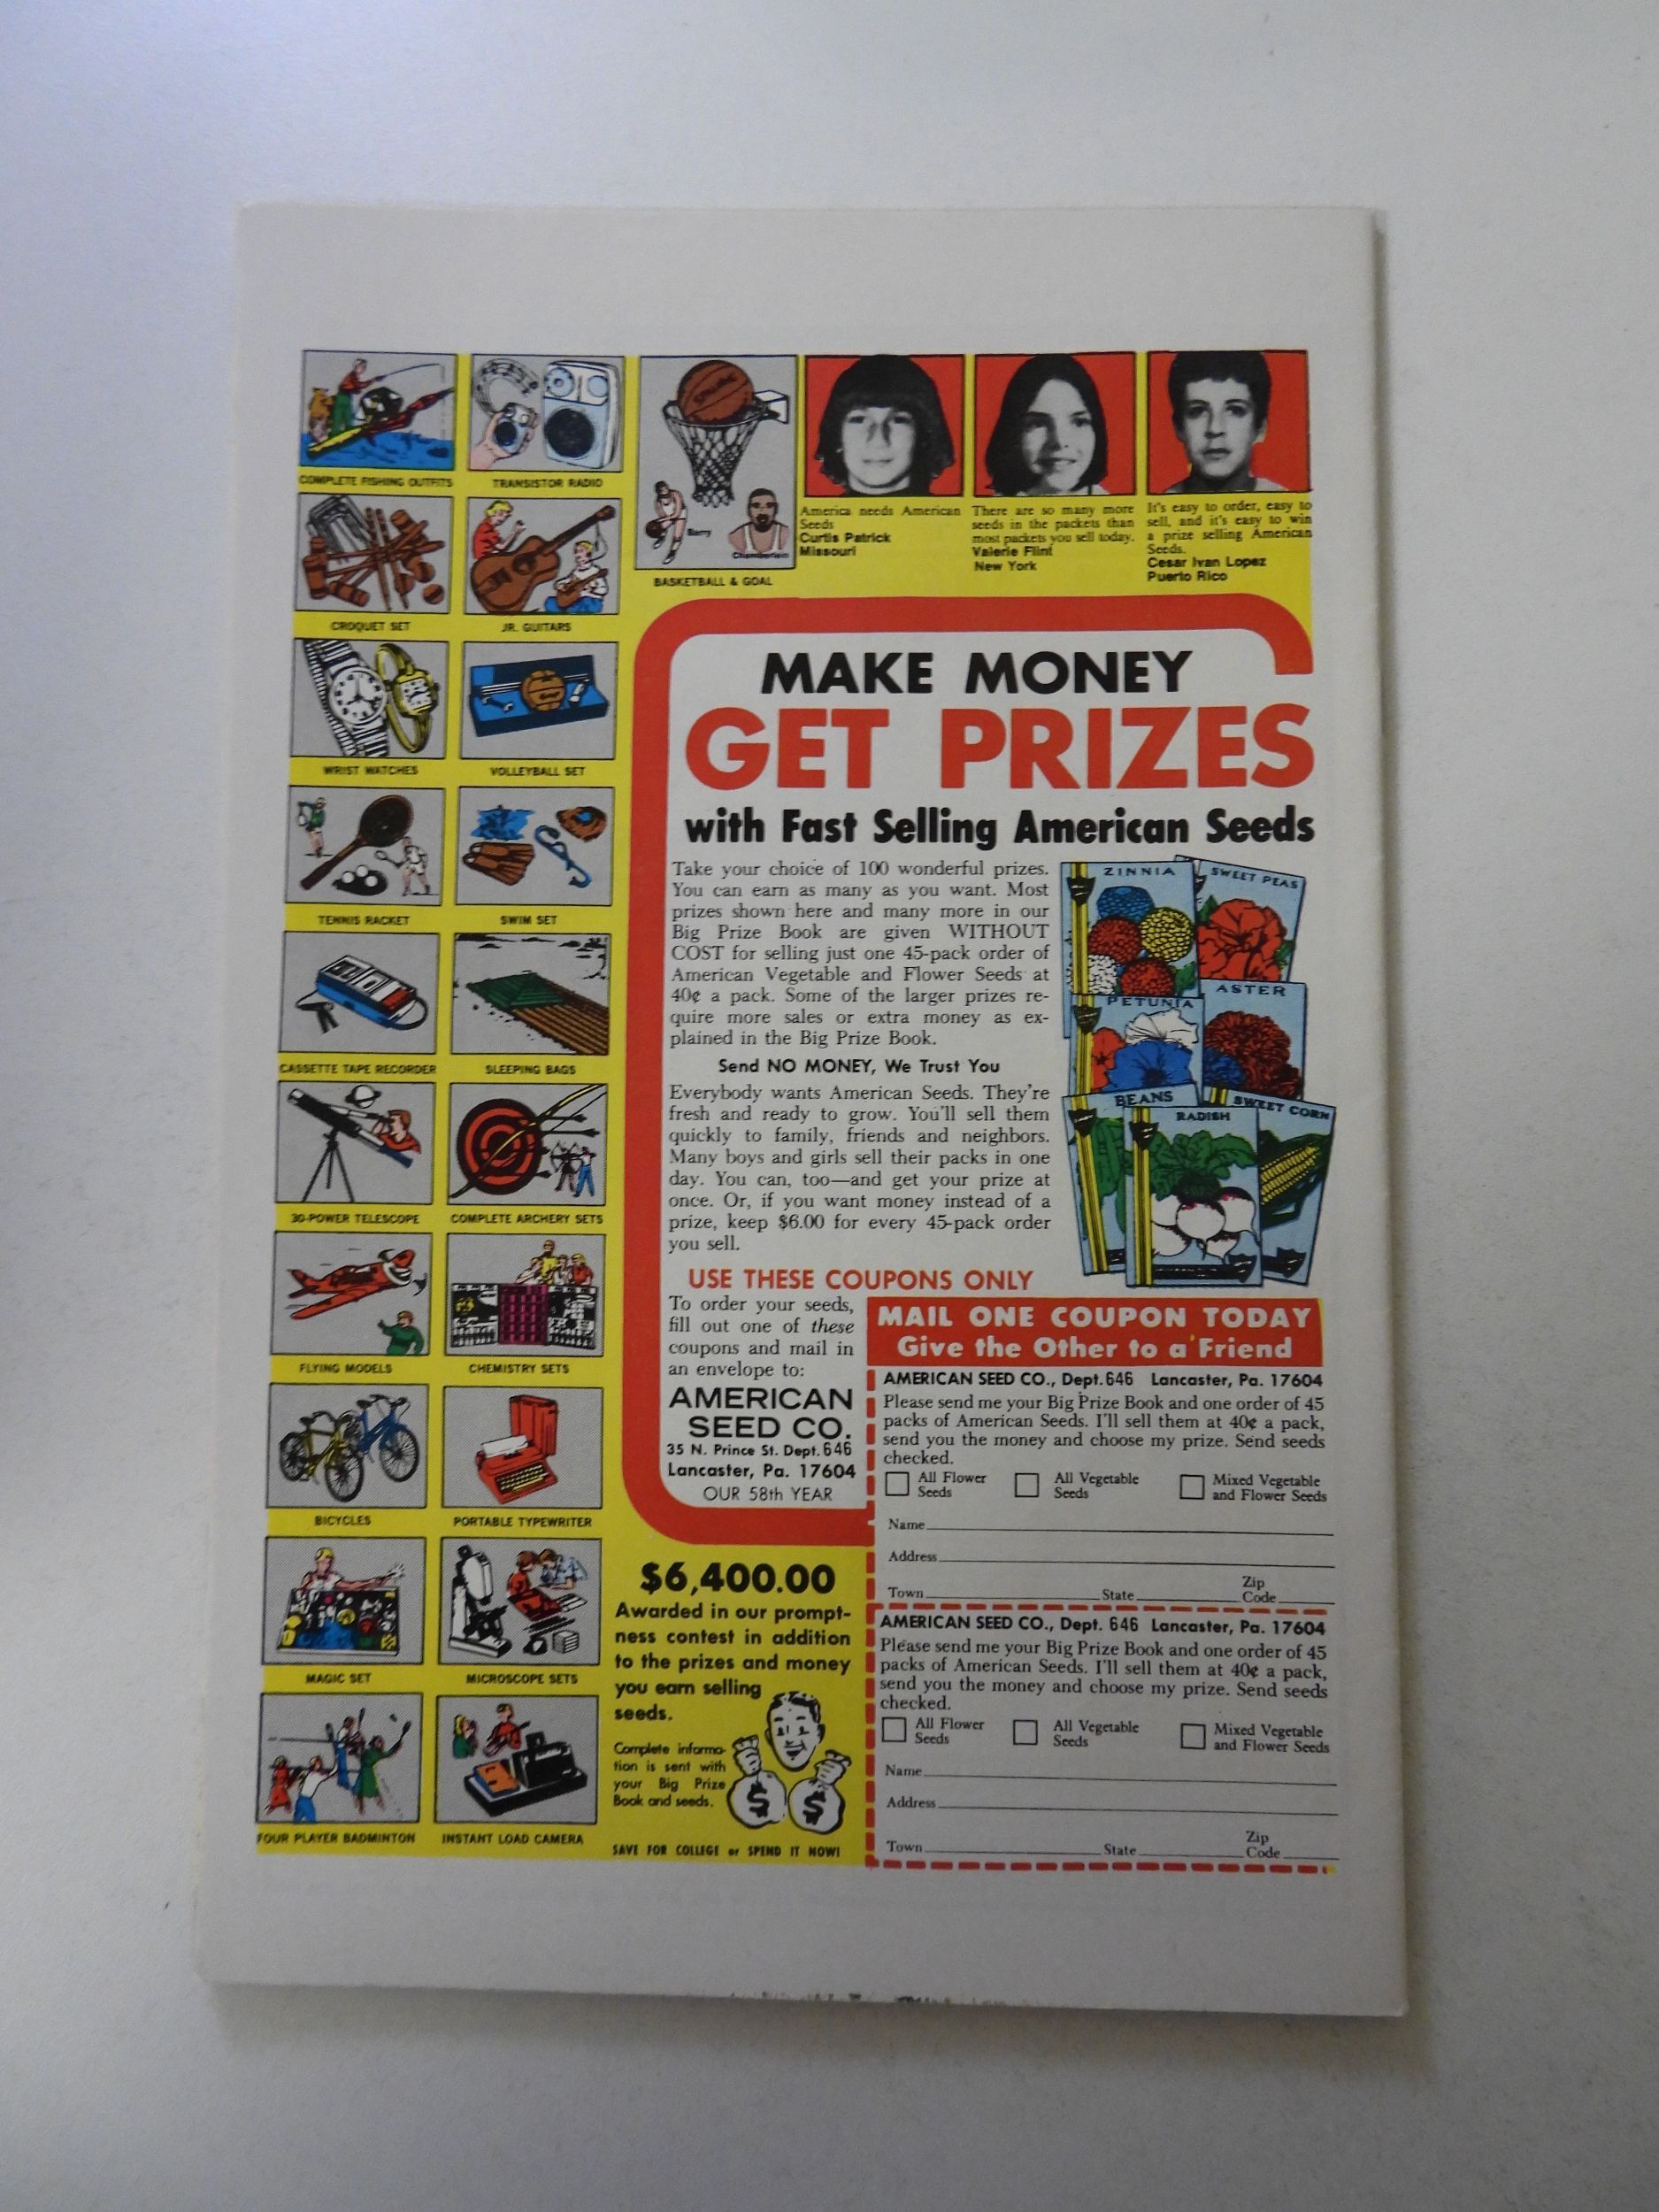 COMPLETE FISHING OUTFITS
TRANSISTOR RADIO
CROQUET SET
JR. GUITARS
WRIST WATCHES
VOLLEYBALL SET
TENNIS RACKET
SWIM SET
CASSETTE TAPE RECORDER
SLEEPING BAGS
30-POWER TELESCOPE
COMPLETE ARCHERY SETS
FLYING MODELS
CHEMISTRY SETS
BICYCLES
PORTABLE TYPEWRITER
MAGIC SET
MICROSCOPE SETS
FOUR PLAYER BADMINTON
INSTANT LOAD CAMERA
Barry
Chamberlain
BASKETBALL & GOAL
America needs American
Seeds
Curtis Patrick
Missouri
There are so many more
seeds in the packets than
most packets you sell today.
Valerie Flint
New York
It's easy to order, easy to
sell, and it's easy to win
a prize selling American
Seeds.
Cesar Ivan Lopez
Puerto Rico
MAKE MONEY
GET PRIZES
with Fast Selling American Seeds
Take your choice of 100 wonderful prizes.
You can earn as many as you want. Most
prizes shown here and many more in our
Big Prize Book are given WITHOUT
COST for selling just one 45-pack order of
American Vegetable and Flower Seeds at
40¢ a pack. Some of the larger prizes re-
quire more sales or extra money as ex-
plained in the Big Prize Book.
Send NO MONEY, We Trust You
Everybody wants American Seeds. They're
fresh and ready to grow. You'll sell them
quickly to family, friends and neighbors.
Many boys and girls sell their packs in one
day. You can, too—and get your prize at
once. Or, if you want money instead of a
prize, keep $6.00 for every 45-pack order
you sell.
ZINNIA
SWEET PEAS
PETUNIA
ASTER
BEANS
RADISH
SWEET CORN
USE THESE COUPONS ONLY
To order your seeds,
fill out one of these
coupons and mail in
an envelope to:
AMERICAN
SEED CO.
35 N. Prince St. Dept. 646
Lancaster, Pa. 17604
OUR 58th YEAR
$6,400.00
Awarded in our prompt-
ness contest in addition
to the prizes and money
you earn selling
seeds.
Complete informa-
tion is sent with
your Big Prize
Book and seeds.
$
$
SAVE FOR COLLEGE or SPEND IT NOW!
MAIL ONE COUPON TODAY
Give the Other to a Friend
AMERICAN SEED CO., Dept. 646 Lancaster, Pa. 17604
Please send me your Big Prize Book and one order of 45
packs of American Seeds. I'll sell them at 40¢ a pack,
send you the money and choose my prize. Send seeds
checked.
All Flower
Seeds
All Vegetable
Seeds
Mixed Vegetable
and Flower Seeds
Name
Address
Town State Zip
Code
AMERICAN SEED CO., Dept. 646 Lancaster, Pa. 17604
Please send me your Big Prize Book and one order of 45
packs of American Seeds. I'll sell them at 40¢ a pack,
send you the money and choose my prize. Send seeds
checked.
All Flower
Seeds
All Vegetable
Seeds
Mixed Vegetable
and Flower Seeds
Name
Address
Town State Zip
Code